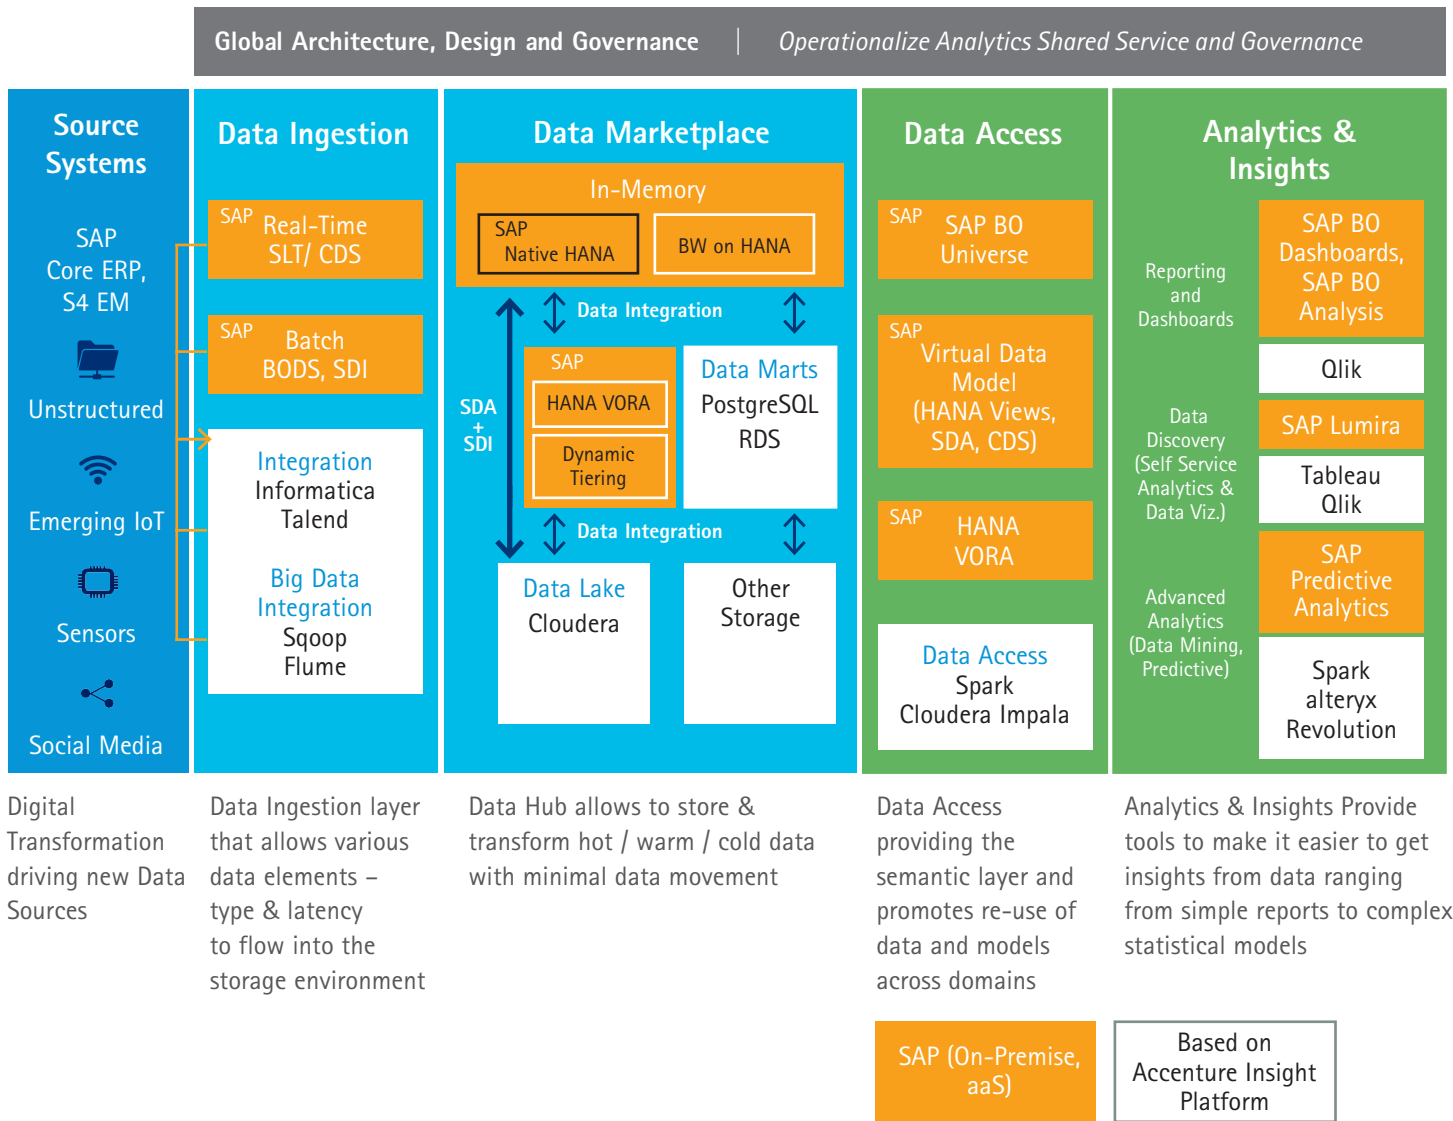 Global Architecture, Design and Governance | Operationalize Analytics Shared Service and Governance
Source
Systems
SAP
Core ERP,
S4 EM
Unstructured
Emerging IoT
Sensors
Social Media
Data Ingestion
SAP
Real-Time
SLT/ CDS
SAP
Batch
BODS, SDI
Integration
Informatica
Talend
Big Data
Integration
Sqoop
Flume
Data Marketplace
In-Memory
SAP
Native HANA
BW on HANA
Data Integration
SDA
+
SDI
SAP
HANA VORA
Dynamic
Tiering
Data Marts
PostgreSQL
RDS
Data Integration
Data Lake
Cloudera
Other
Storage
Data Access
SAP
SAP BO
Universe
SAP
Virtual Data
Model
(HANA Views,
SDA, CDS)
SAP
HANA
VORA
Data Access
Spark
Cloudera Impala
Analytics &
Insights
Reporting
and
Dashboards
SAP BO
Dashboards,
SAP BO
Analysis
Qlik
Data
Discovery
(Self Service
Analytics &
Data Viz.)
SAP Lumira
Tableau
Qlik
Advanced
Analytics
(Data Mining,
Predictive)
SAP
Predictive
Analytics
Spark
alteryx
Revolution
Digital
Transformation
driving new Data
Sources
Data Ingestion layer
that allows various
data elements –
type & latency
to flow into the
storage environment
Data Hub allows to store &
transform hot / warm / cold data
with minimal data movement
Data Access
providing the
semantic layer and
promotes re-use of
data and models
across domains
Analytics & Insights Provide
tools to make it easier to get
insights from data ranging
from simple reports to complex
statistical models
SAP (On-Premise,
aaS)
Based on
Accenture Insight
Platform